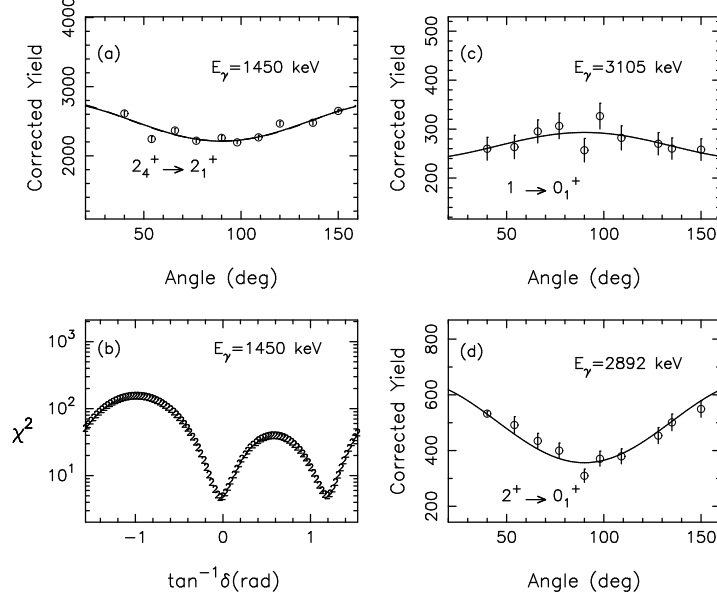 4000
3000
2000
Corrected Yield
(a)
E_γ=1450 keV
2_4^+ → 2_1^+
50 100 150
Angle (deg)
500
400
300
200
Corrected Yield
(c)
E_γ=3105 keV
1 → 0_1^+
50 100 150
Angle (deg)
10^3
10^2
10^1
χ^2
(b)
E_γ=1450 keV
−1 0 1
tan^−1δ(rad)
800
600
400
200
Corrected Yield
(d)
E_γ=2892 keV
2^+ → 0_1^+
50 100 150
Angle (deg)